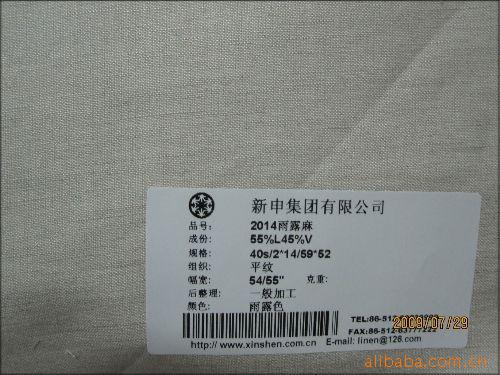 新申集团有限公司
品号: 2014雨露麻
成份: 55%L45%V
规格: 40s/2*14/59*52
组织: 平纹
幅宽: 54/55" 克重:
后整理: 一般加工
颜色: 雨露色
TEL:86-512-
2009/07/29
FAX:86-512-63777222
http://www.xinshen.com.cn E-mail: linen@126.com
alibaba.com.cn